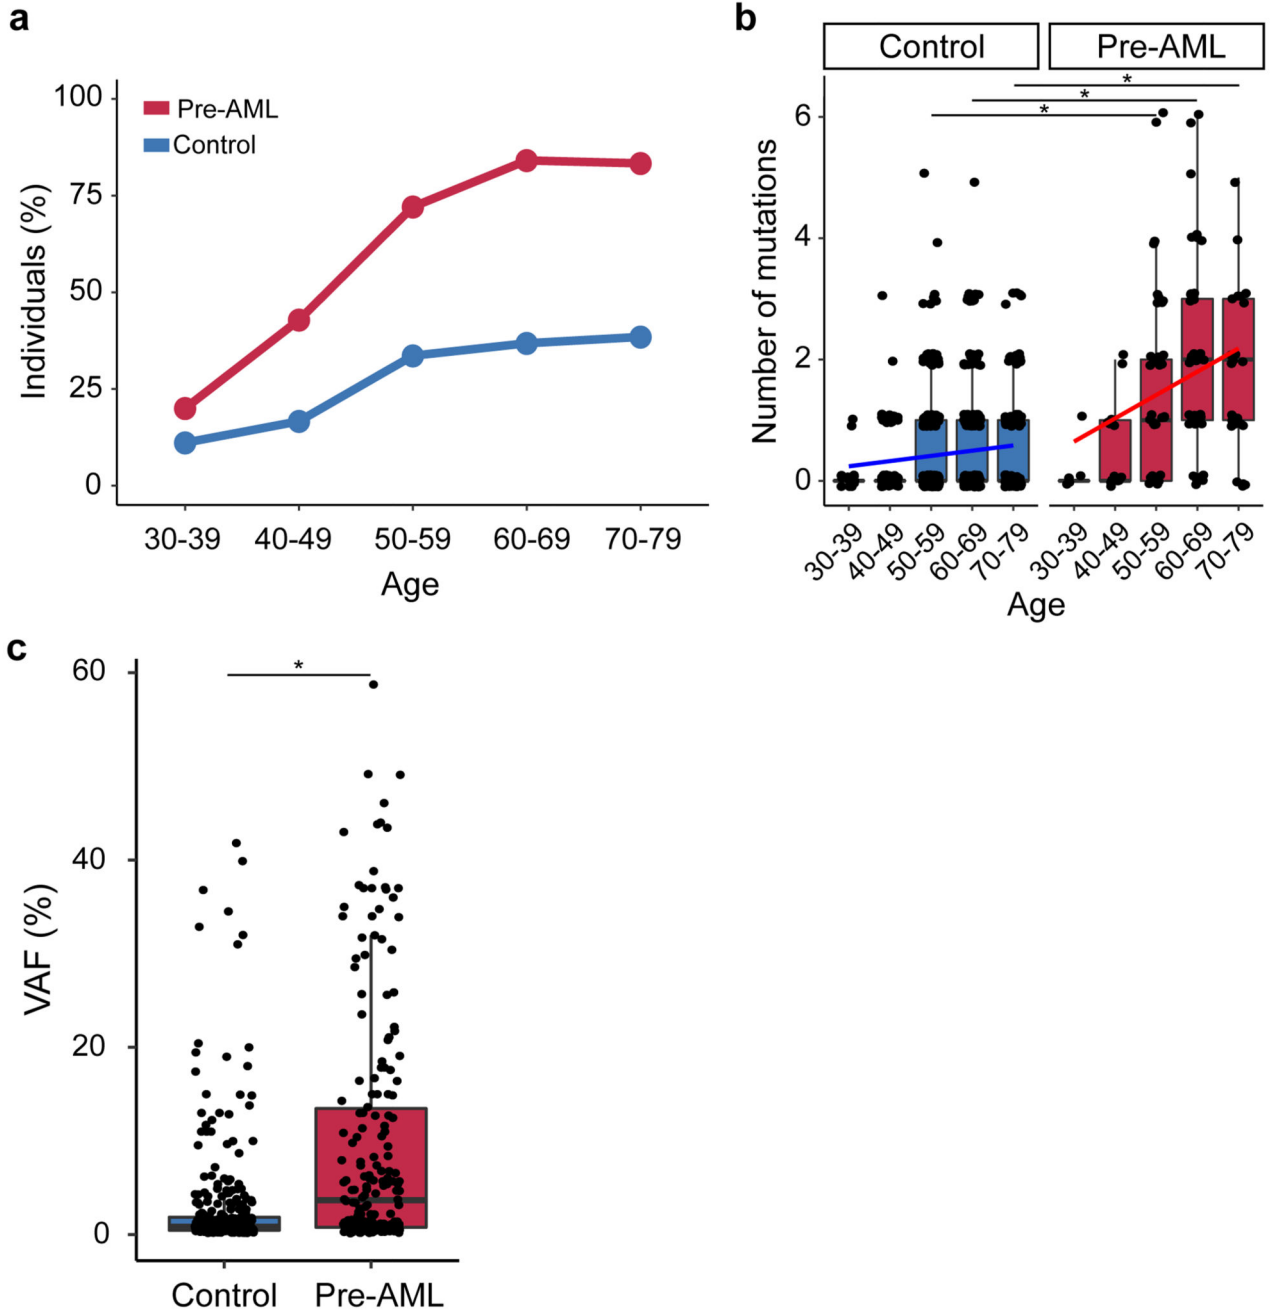 a
Individuals (%)
100
75
50
25
0
Pre-AML
Control
30-39 40-49 50-59 60-69 70-79
Age
b
Control Pre-AML
Number of mutations
6
4
2
0
* * *
30-39 40-49 50-59 60-69 70-79 30-39 40-49 50-59 60-69 70-79
Age
c
VAF (%)
60
40
20
0
*
Control Pre-AML